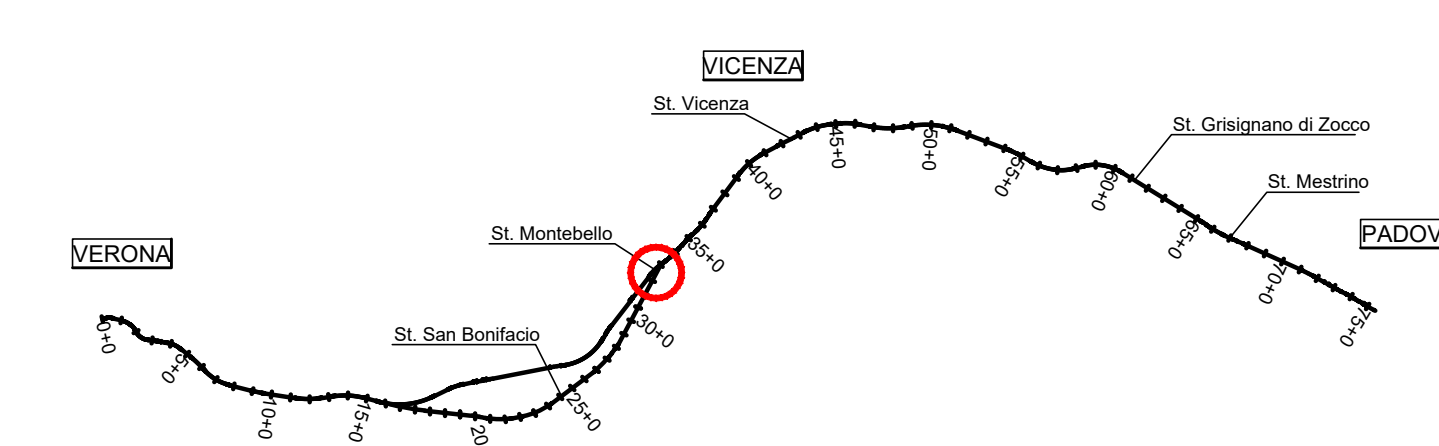 VICENZA
St. Vicenza
St. Grisignano di Zocco
St. Mestrino
PADOV
St. Montebello
VERONA
St. San Bonifacio
0+0
5+0
10+0
15+0
20
25+0
30+0
35+0
40+0
45+0
50+0
55+0
60+0
65+0
70+0
75+0